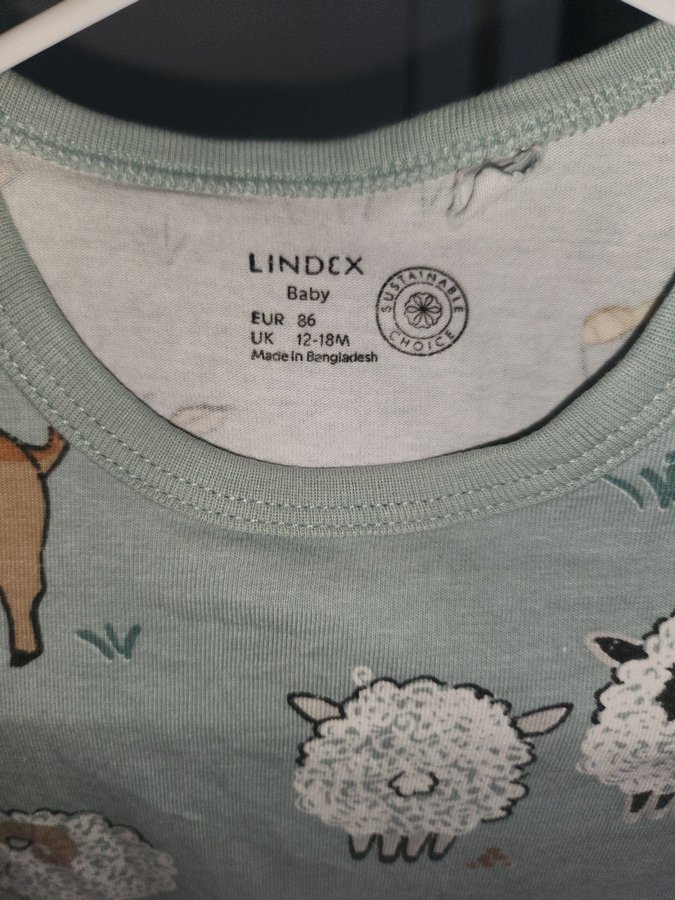 LINDEX
Baby
EUR 86
UK 12-18M
Made in Bangladesh
SUSTAINABLE
CHOICE